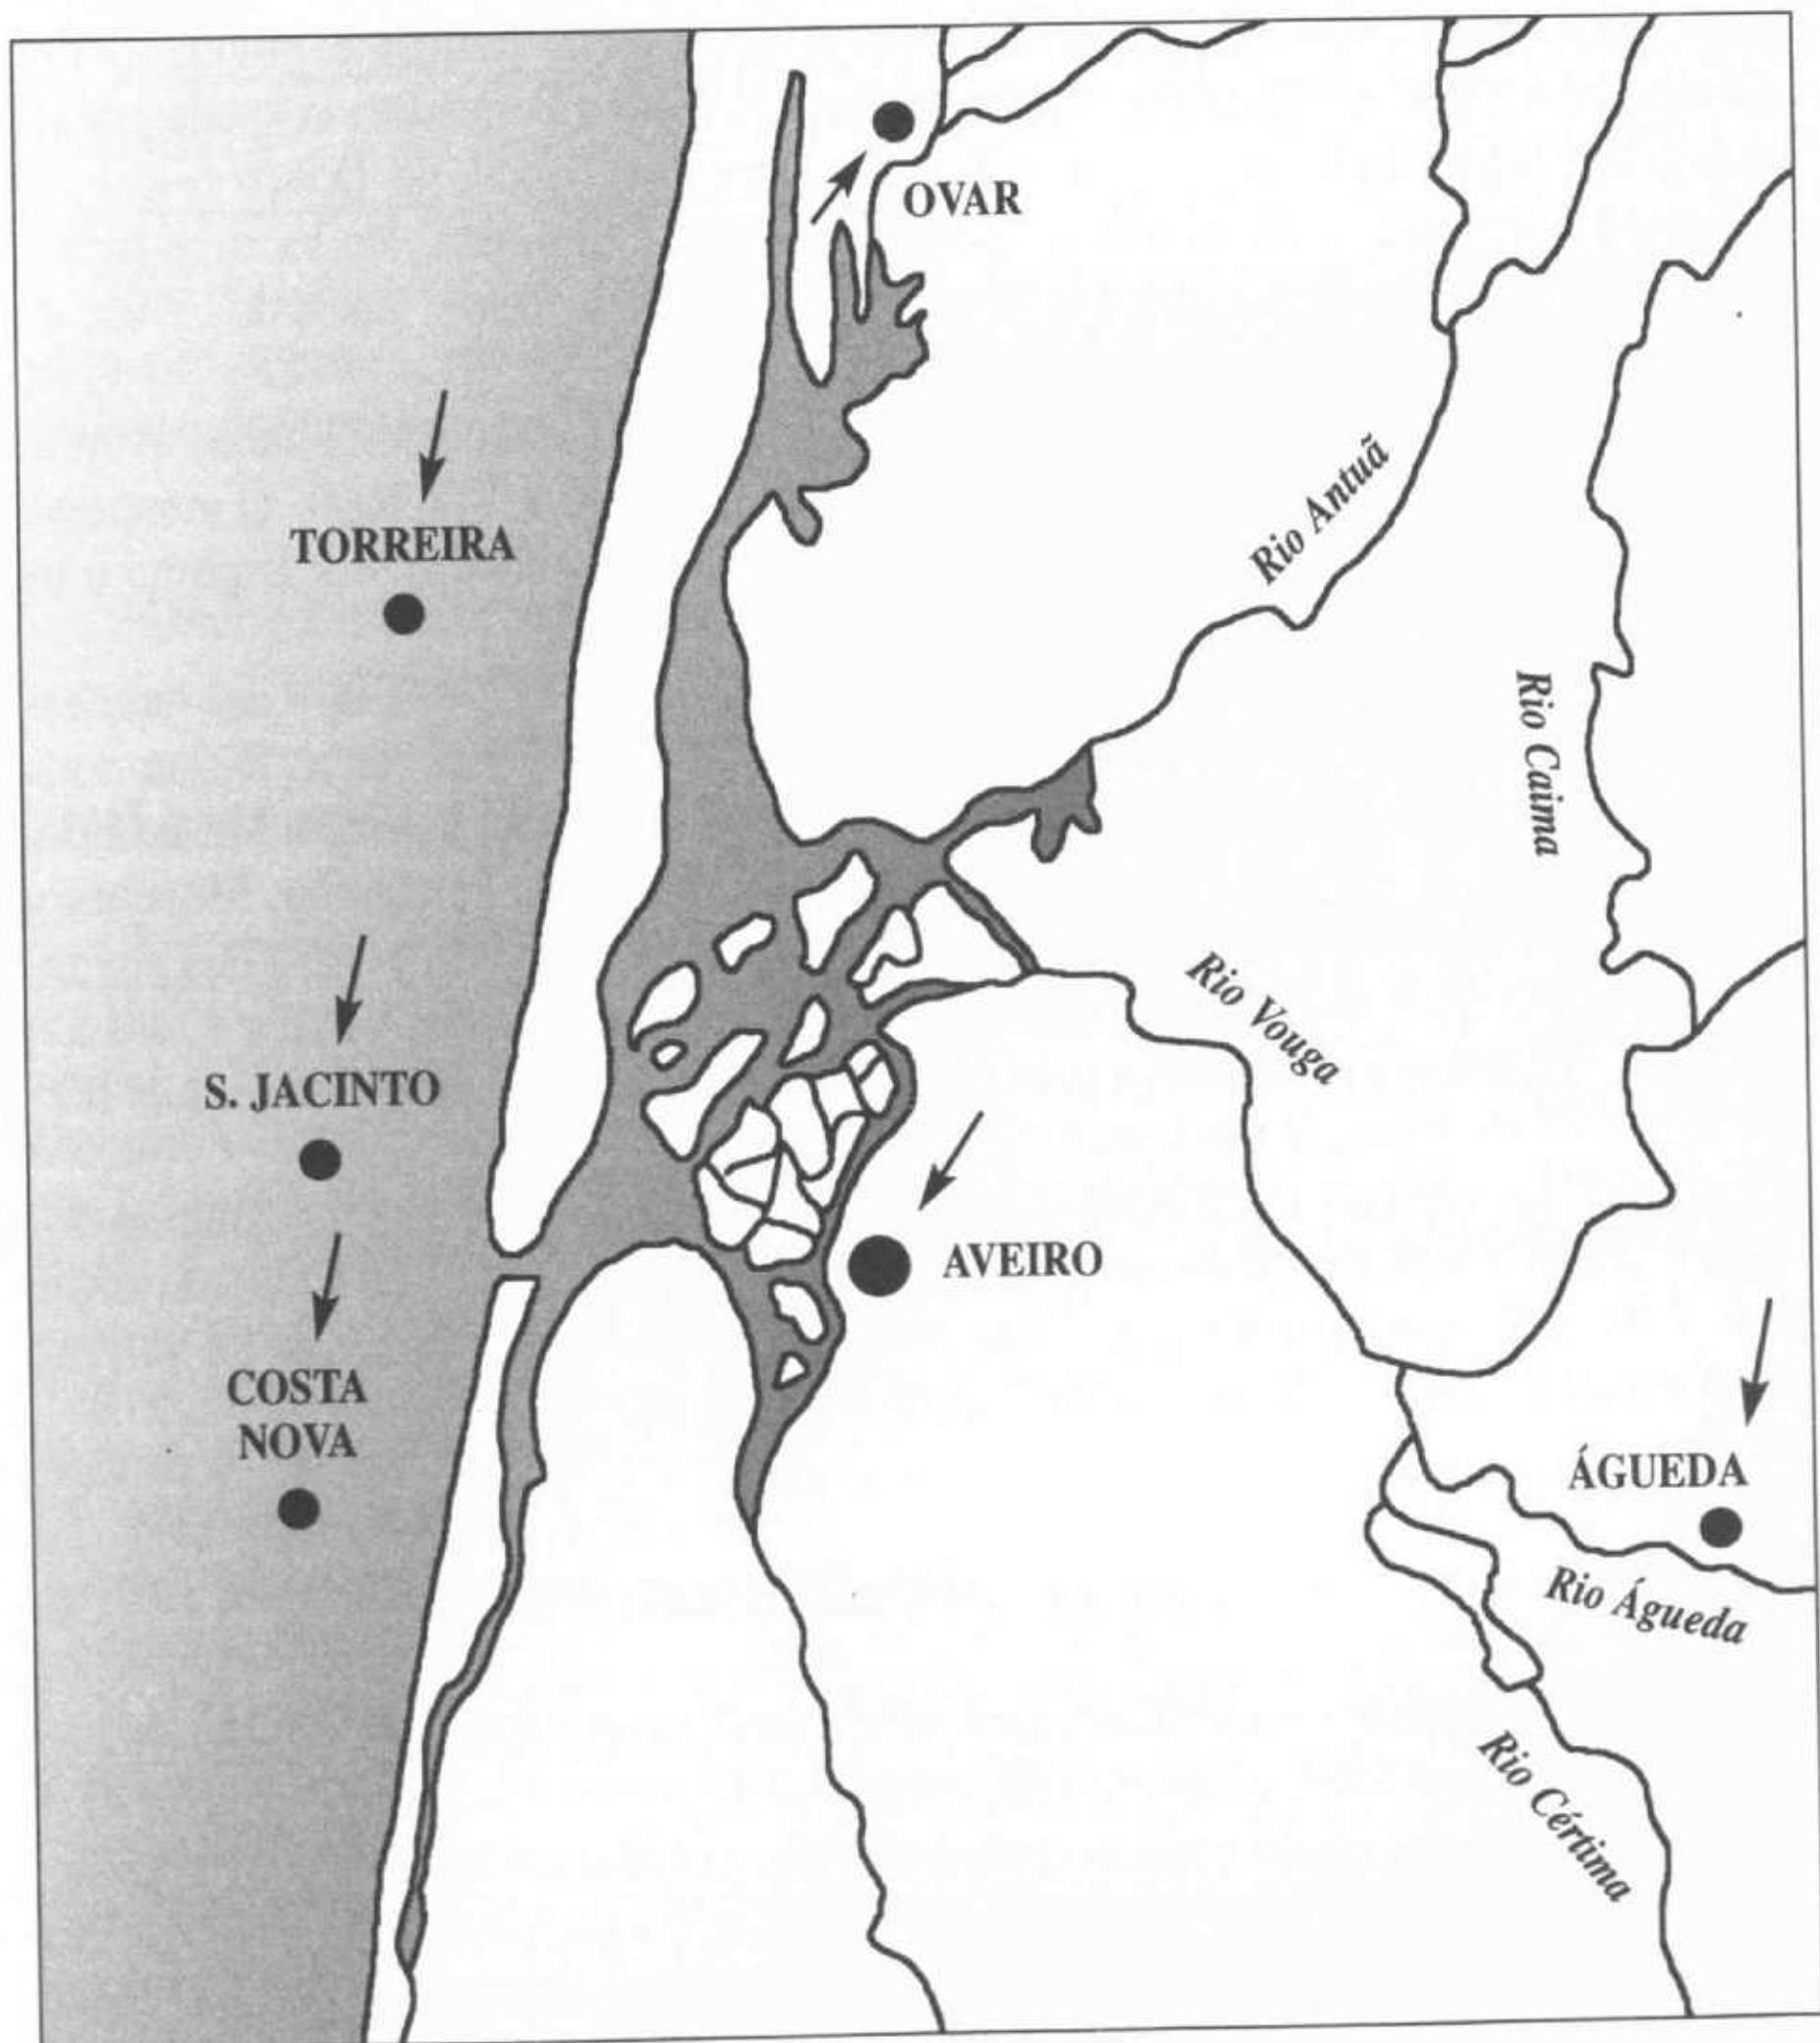 OVAR
TORREIRA
Rio Antuã
Rio Caima
Rio Vouga
S. JACINTO
AVEIRO
COSTA
NOVA
ÁGUEDA
Rio Águeda
Rio Cértima